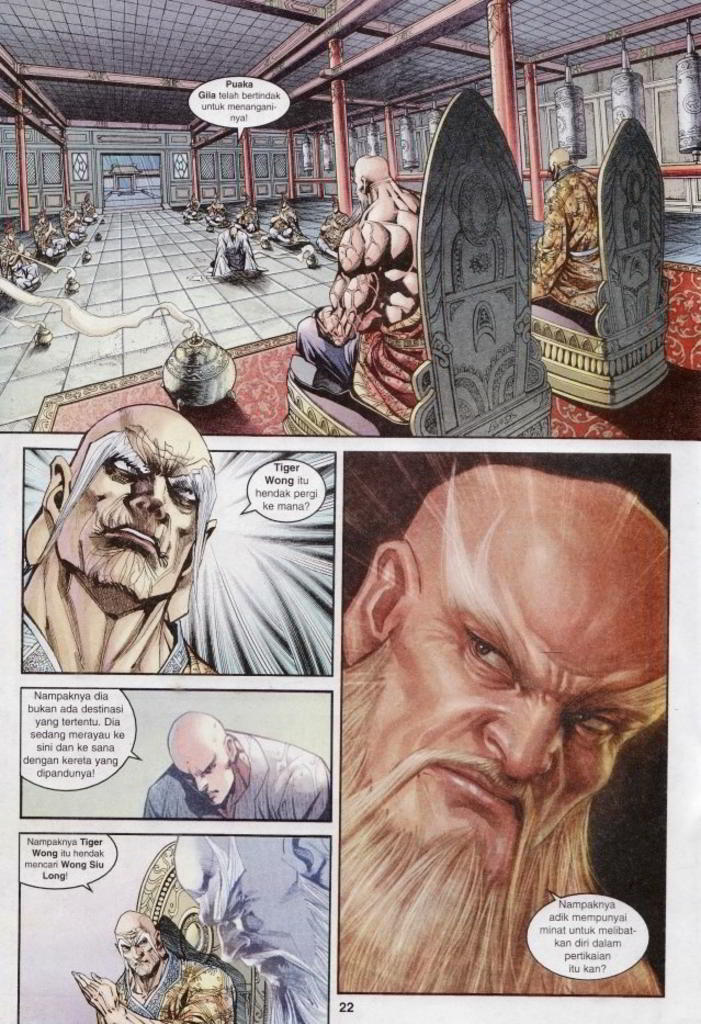 Puaka
Gila telah bertindak
untuk menangani-
nya!
Tiger
Wong itu
hendak pergi
ke mana?
Nampaknya dia
bukan ada destinasi
yang tertentu. Dia
sedang merayau ke
sini dan ke sana
dengan kereta yang
dipandunya!
Nampaknya Tiger
Wong itu hendak
mencari Wong Siu
Long!
Nampaknya
adik mempunyai
minat untuk melibat-
kan diri dalam
pertikaian
itu kan?
22